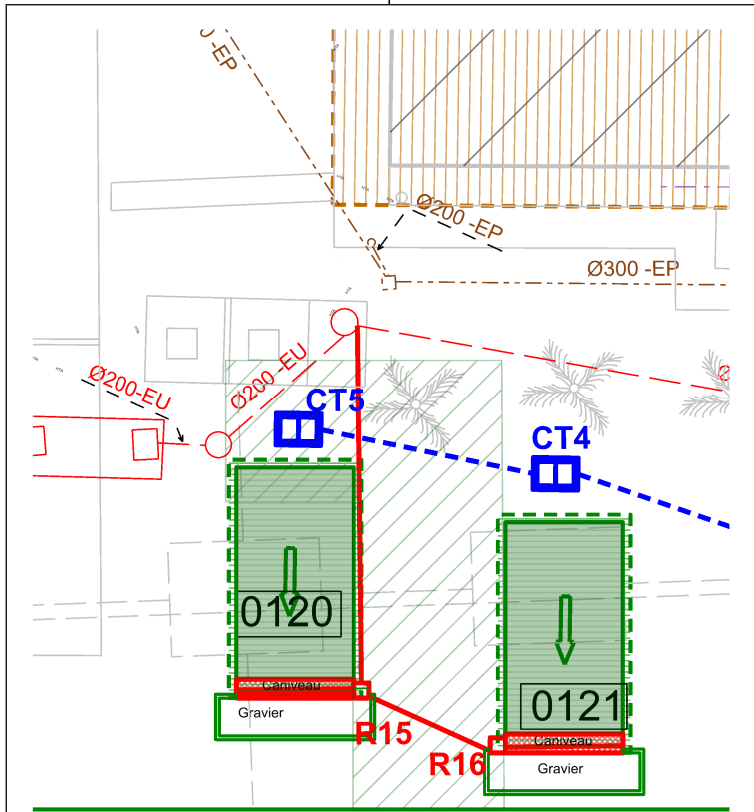 -EP
Ø200 -EP
Ø300 -EP
Ø200-EU
Ø200 -EU
CT5
CT4
0120
Caniveau
Gravier
R15
0121
Caniveau
R16
Gravier